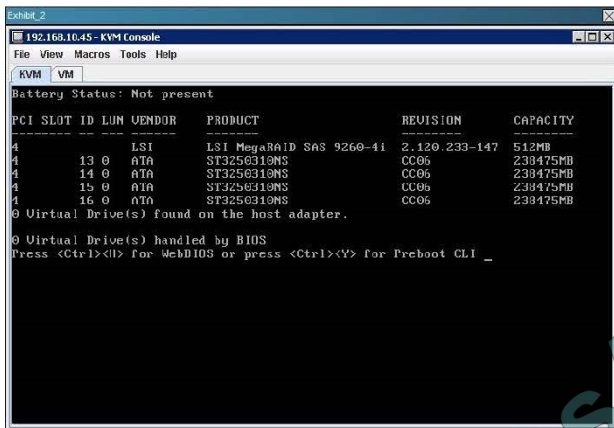 Exhibit_2
192.168.10.45 - KVM Console
File View Macros Tools Help
KVM VM
Battery Status: Not present
PCI SLOT ID LUN VENDOR PRODUCT REVISION CAPACITY
-------- -- --- ------ ------- -------- --------
4 LSI LSI MegaRAID SAS 9260-4i 2.120.233-147 512MB
4 13 0 ATA ST3250310NS CC06 238475MB
4 14 0 ATA ST3250310NS CC06 238475MB
4 15 0 ATA ST3250310NS CC06 238475MB
4 16 0 ATA ST3250310NS CC06 238475MB
0 Virtual Drive(s) found on the host adapter.
0 Virtual Drive(s) handled by BIOS
Press <Ctrl><H> for WebBIOS or press <Ctrl><Y> for Preboot CLI _